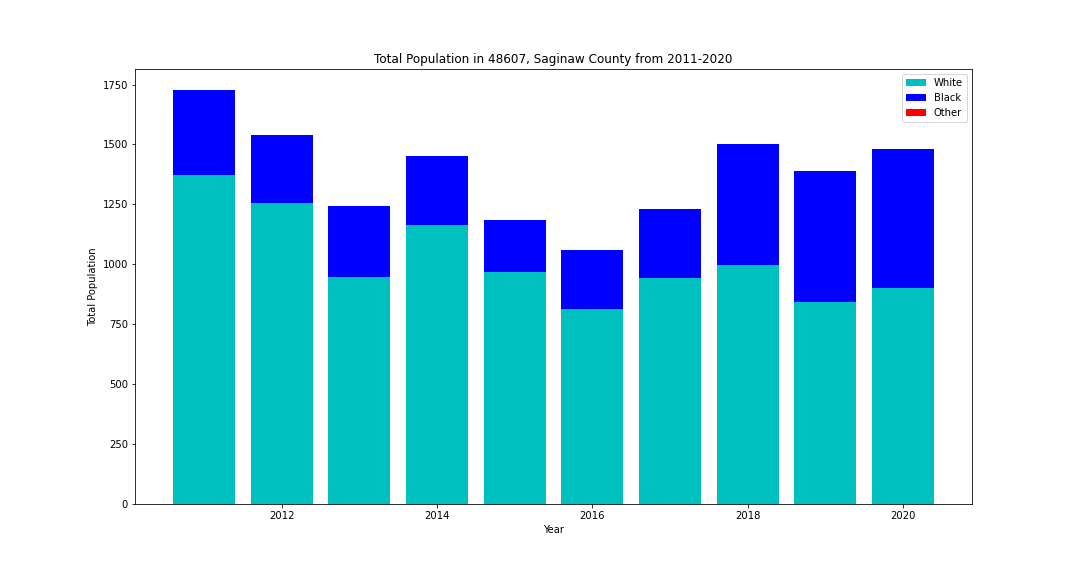 Total Population in 48607, Saginaw County from 2011-2020
White
Black
Other
1750
1500
1250
1000
750
500
250
0
Total Population
2012
2014
2016
2018
2020
Year